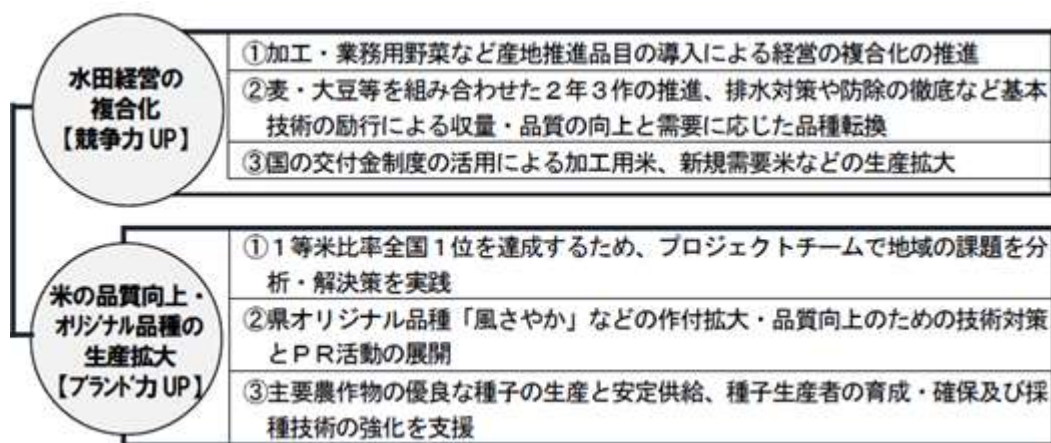 水田経営の
複合化
【競争力 UP】
①加工・業務用野菜など産地推進品目の導入による経営の複合化の推進
②麦・大豆等を組み合わせた２年３作の推進、排水対策や防除の徹底など基本
技術の励行による収量・品質の向上と需要に応じた品種転換
③国の交付金制度の活用による加工用米、新規需要米などの生産拡大
米の品質向上・
ｵﾘｼﾞﾅﾙ品種の
生産拡大
【ﾌﾞﾗﾝﾄﾞ力 UP】
①１等米比率全国１位を達成するため、プロジェクトチームで地域の課題を分
析・解決策を実践
②県オリジナル品種「風さやか」などの作付拡大・品質向上のための技術対策
とＰＲ活動の展開
③主要農作物の優良な種子の生産と安定供給、種子生産者の育成・確保及び採
種技術の強化を支援